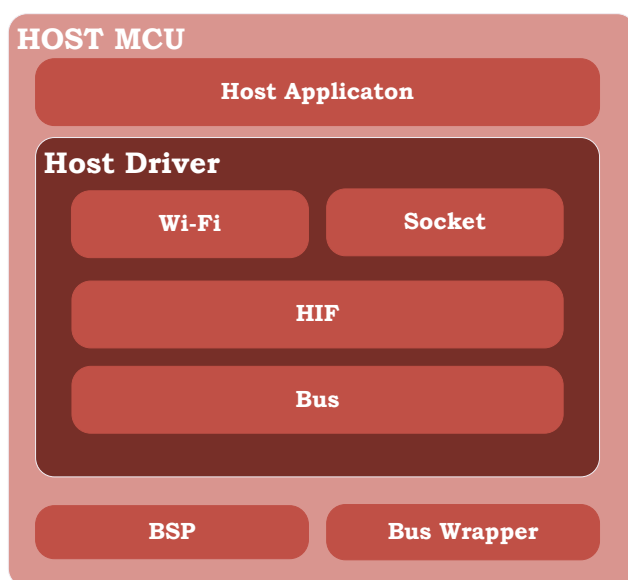 HOST MCU
Host Applicaton
Host Driver
Wi-Fi
Socket
HIF
Bus
BSP
Bus Wrapper